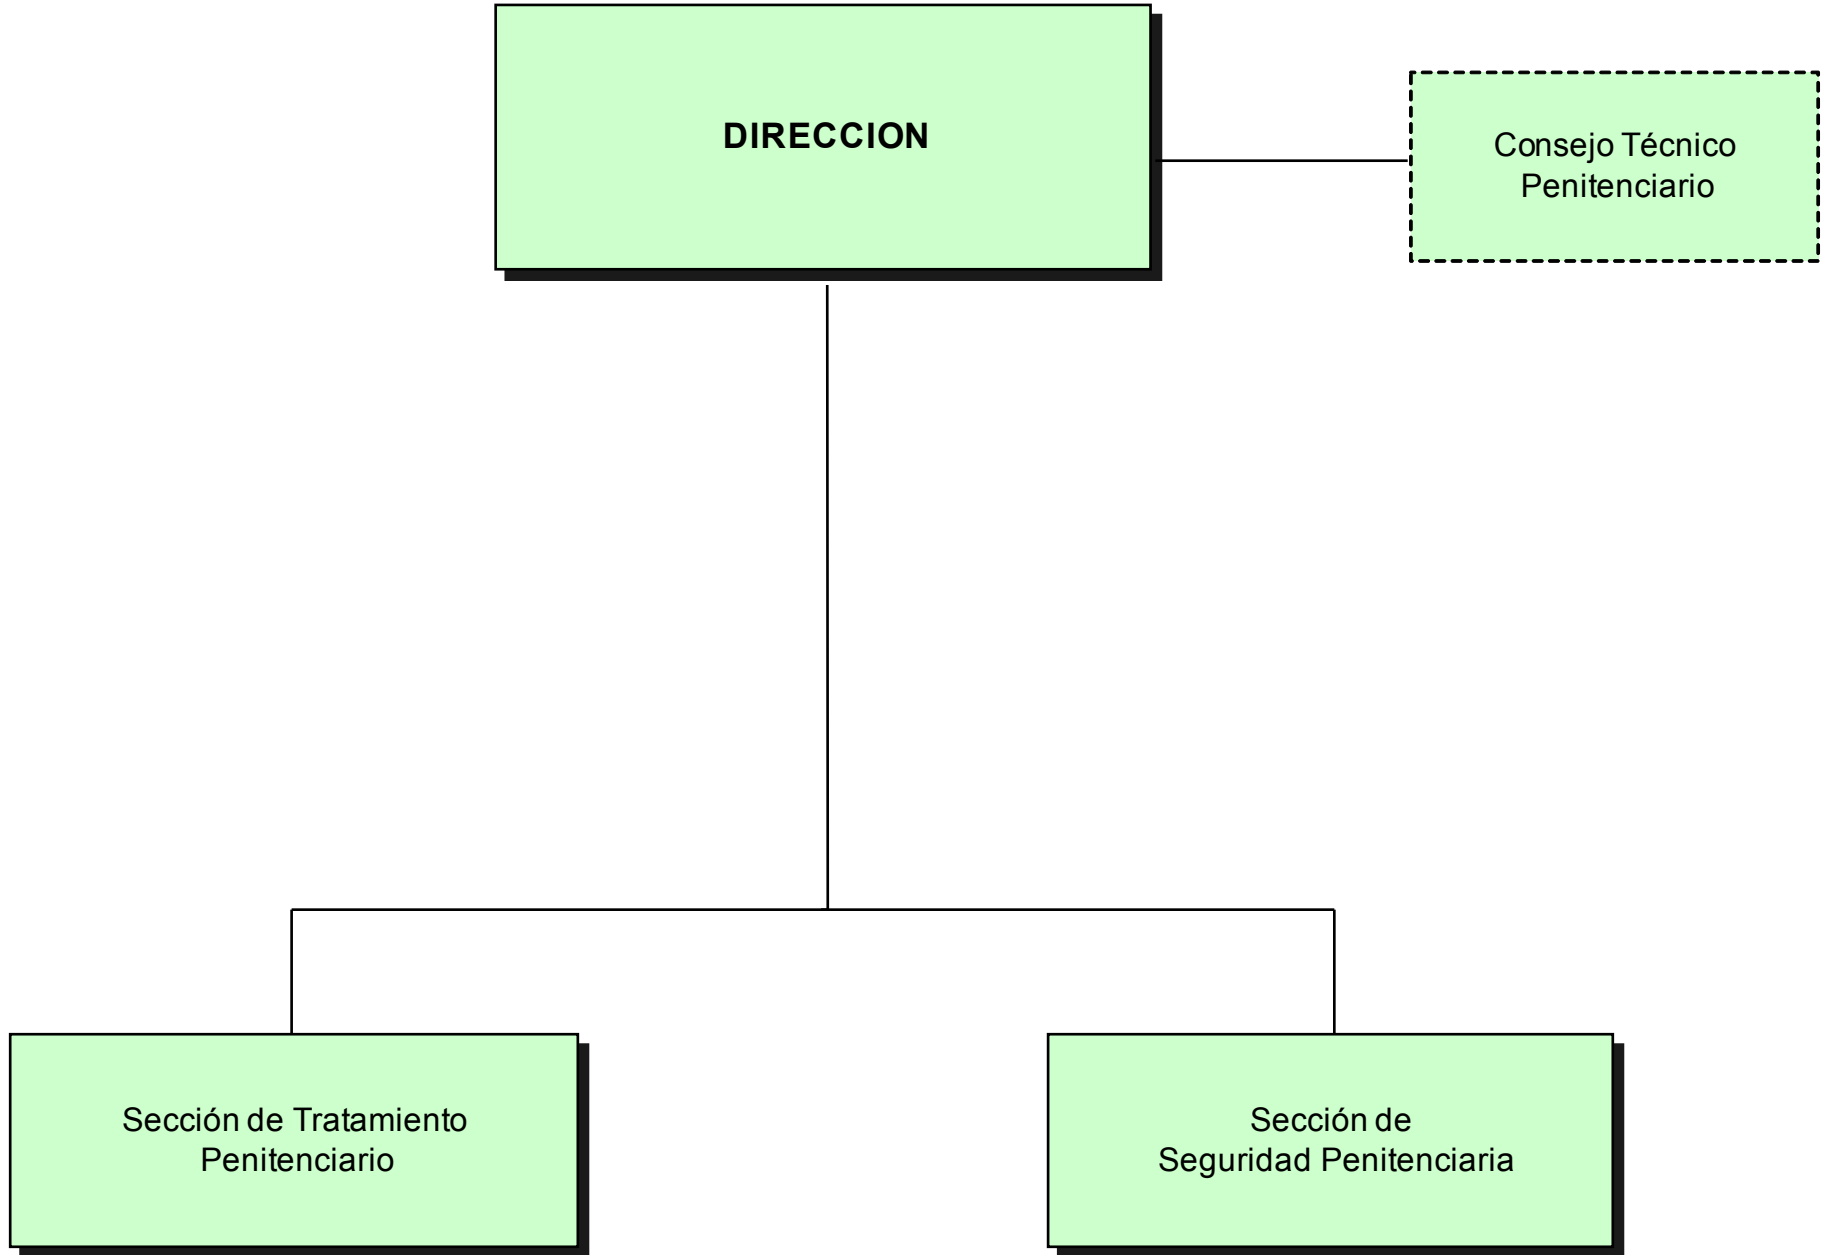 DIRECCION
Consejo Técnico
Penitenciario
Sección de Tratamiento
Penitenciario
Sección de
Seguridad Penitenciaria